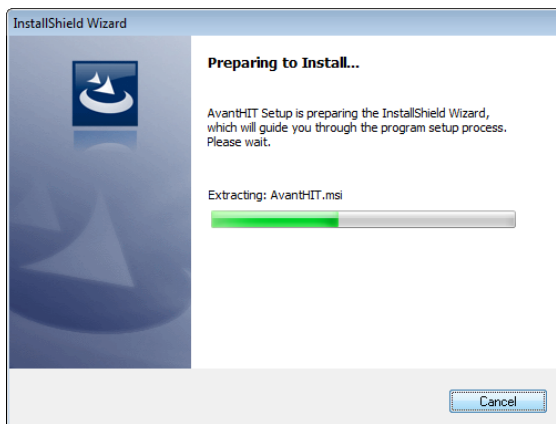 InstallShield Wizard
Preparing to Install...
AvantHIT Setup is preparing the InstallShield Wizard,
which will guide you through the program setup process.
Please wait.
Extracting: AvantHIT.msi
Cancel